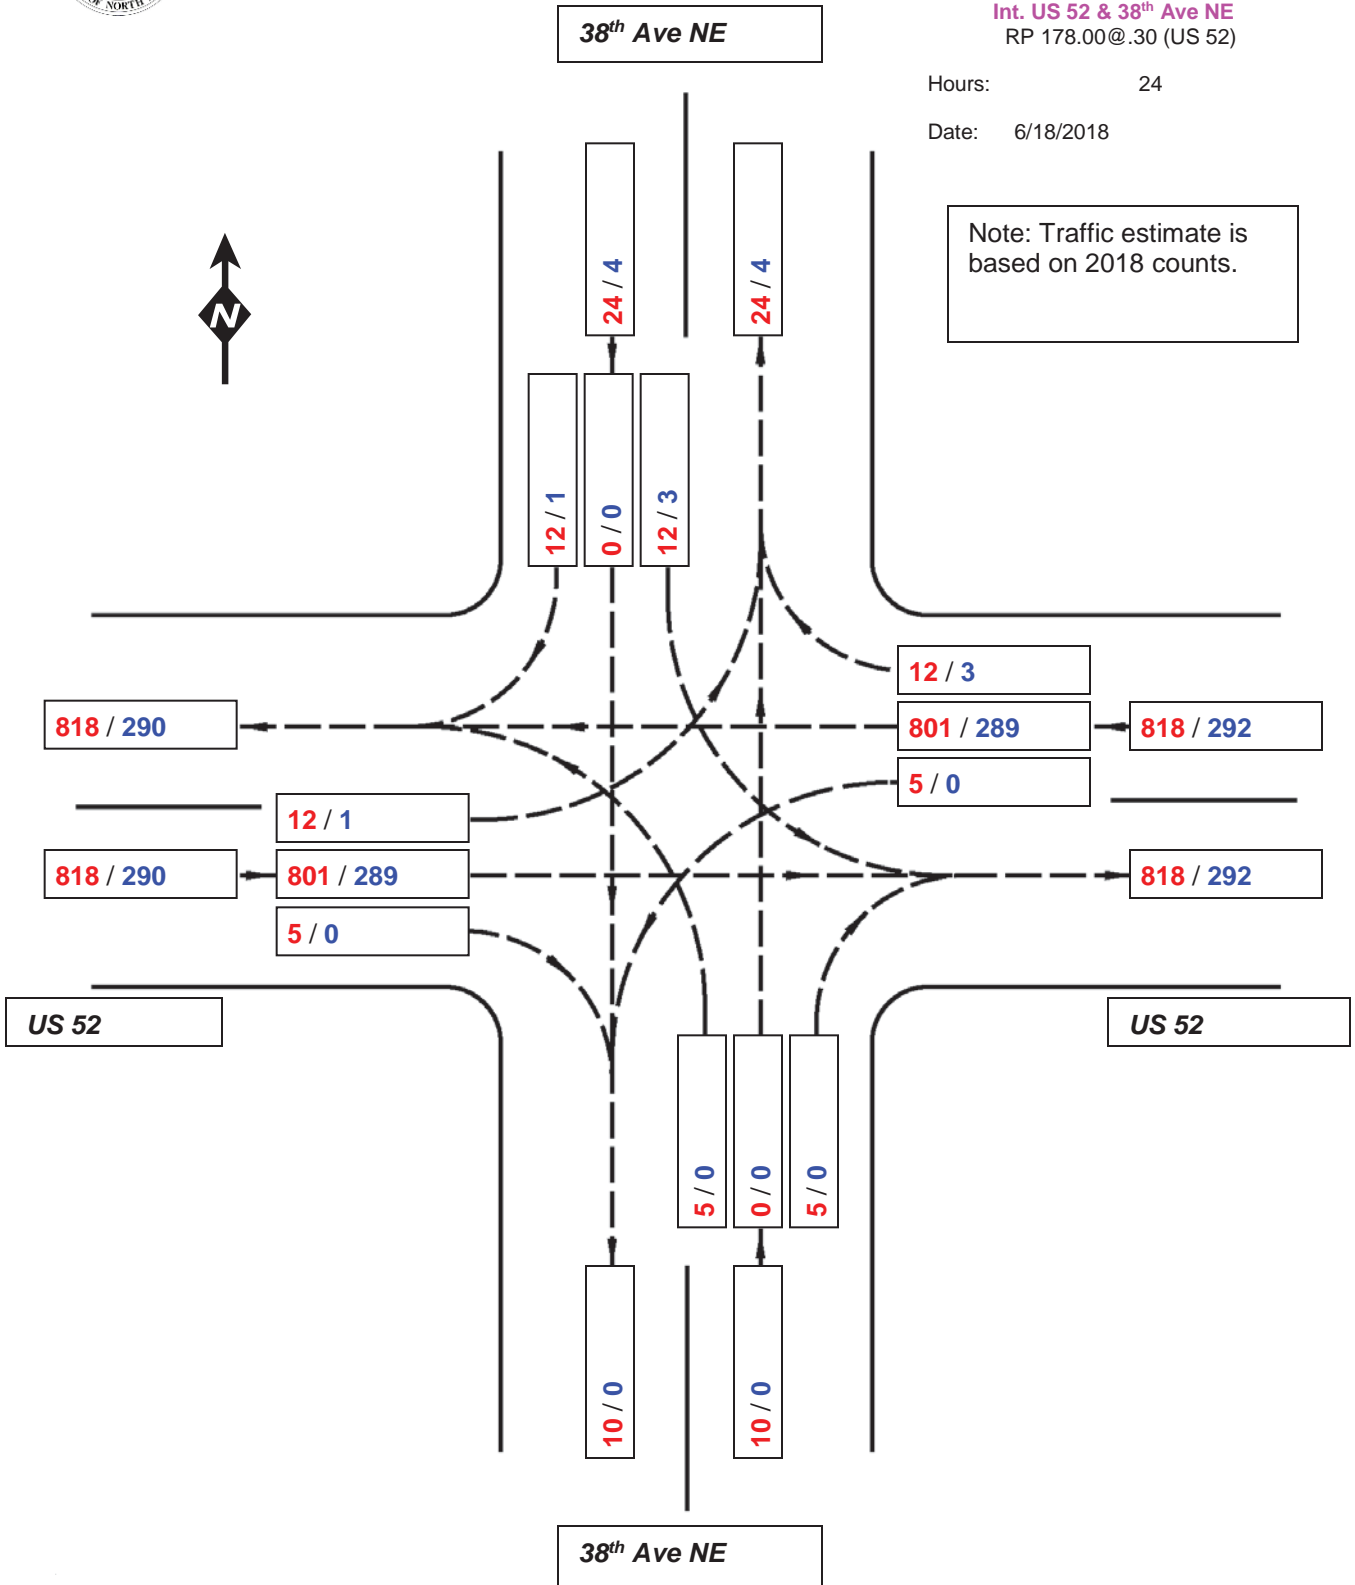 OF NORTH
38th Ave NE
Int. US 52 & 38th Ave NE
RP 178.00@.30 (US 52)
Hours: 24
Date: 6/18/2018
Note: Traffic estimate is
based on 2018 counts.
24 / 4
24 / 4
12 / 1
0 / 0
12 / 3
12 / 3
818 / 290
801 / 289
818 / 292
5 / 0
12 / 1
818 / 290
801 / 289
818 / 292
5 / 0
US 52
US 52
5 / 0
0 / 0
5 / 0
10 / 0
10 / 0
38th Ave NE